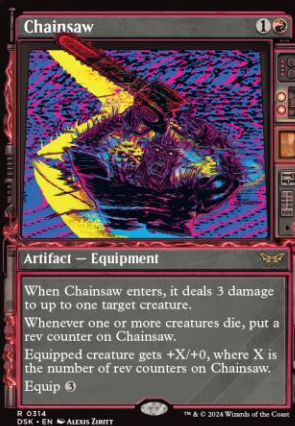 Chainsaw 1
Artifact — Equipment
When Chainsaw enters, it deals 3 damage
to up to one target creature.
Whenever one or more creatures die, put a
rev counter on Chainsaw.
Equipped creature gets +X/+0, where X is
the number of rev counters on Chainsaw.
Equip 3
R 0314
DSK • EN ALEXIS ZIRITT
™ & © 2024 Wizards of the Coast